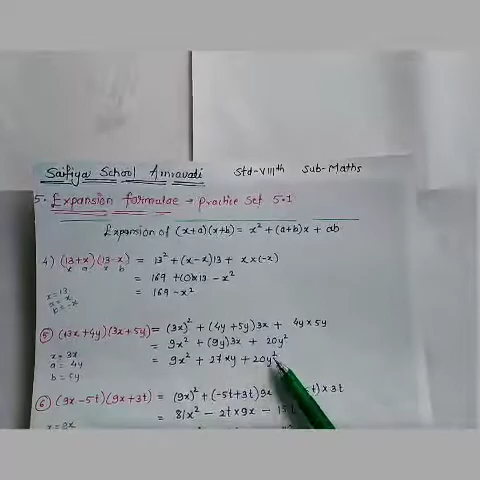 Saifiya School Amravati Std-VIIIth Sub-Maths
5. Expansion formulae → practice Set 5.1
Expansion of (x+a)(x+b) = x² + (a+b)x + ab
4) (13+x)(13-x) = 13² + (x-x)13 + x×(-x)
x a x b
= 169 + (0)×13 - x²
= 169 - x²
x=13
a=x
b=-x
⑤ (13x+4y)(3x+5y) = (3x)² + (4y+5y)3x + 4y×5y
= 9x² + (9y)3x + 20y²
= 9x² + 27xy + 20y²
x = 3x
a = 4y
b = 5y
⑥ (9x-5t)(9x+3t) = (9x)² + (-5t+3t)9x t)×3t
= 81x² - 2t×9x - 15t
x=9x